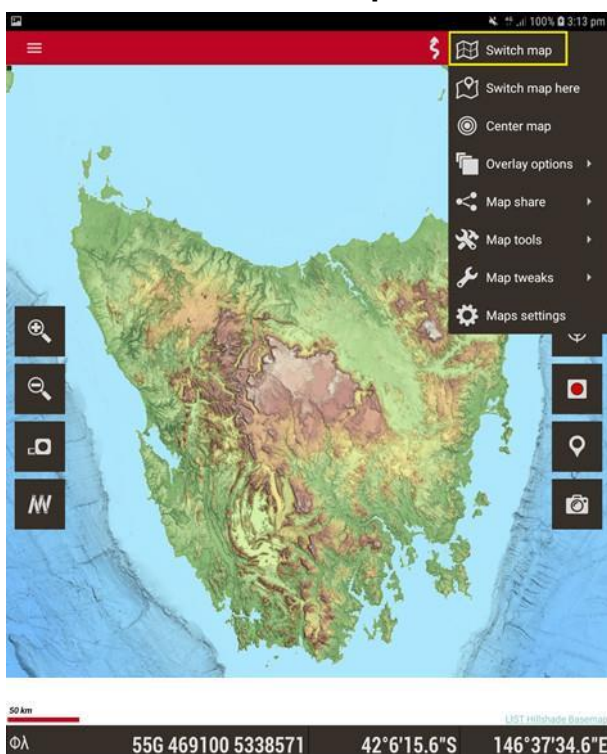 100% 3:13 pm
Switch map
Switch map here
Center map
Overlay options
Map share
Map tools
Map tweaks
Maps settings
50 km
LIST Hillshade Basemap
Φλ 55G 469100 5338571 42°6'15.6"S 146°37'34.6"E